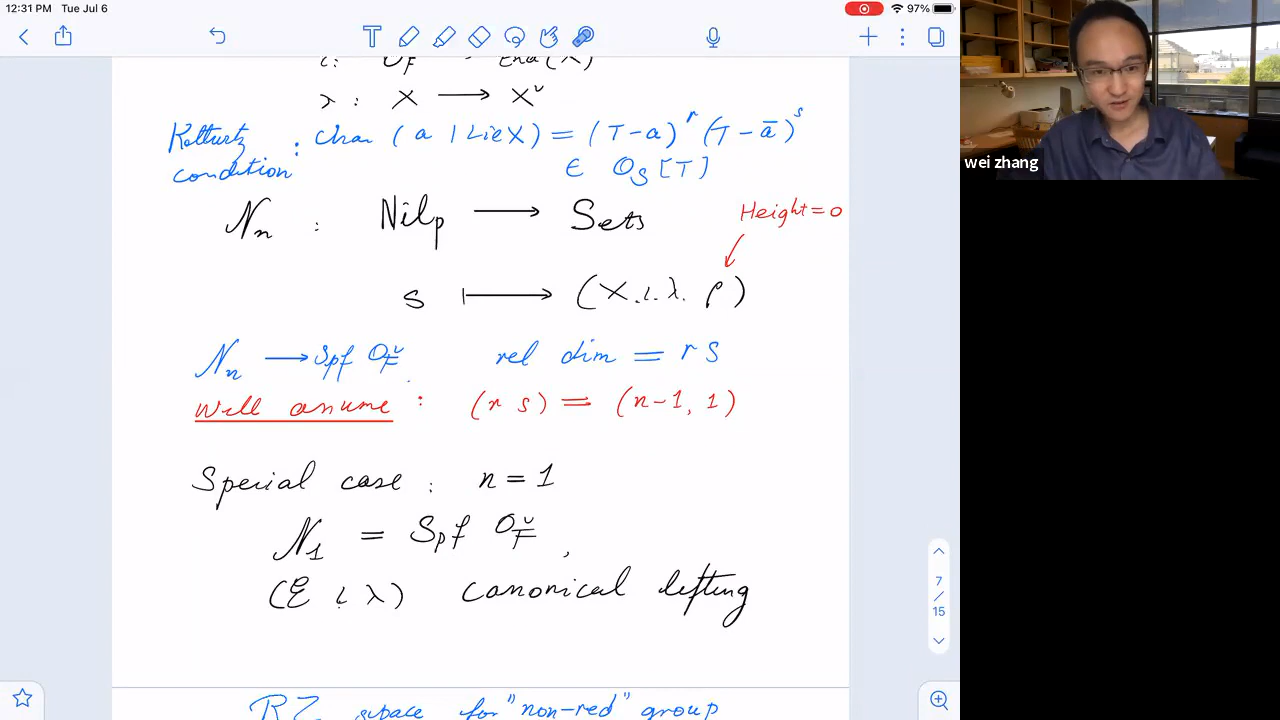 12:31 PM Tue Jul 6
97%
λ : X ⟶ X^∨
Kottwitz condition : char (a | Lie X) = (T-a)^r (T-ā)^s
∈ O_S [T]
N_n : Nilp ⟶ Sets
Height = 0
S ⟼ (X, ι, λ, ρ)
N_n ⟶ Spf O_F̆ rel dim = r s
Will assume : (r s) = (n-1, 1)
Special case : n = 1
N_1 = Spf O_F̆ ,
(ℰ ι λ) canonical lifting
RZ space for "non-red" group
7 / 15
wei zhang